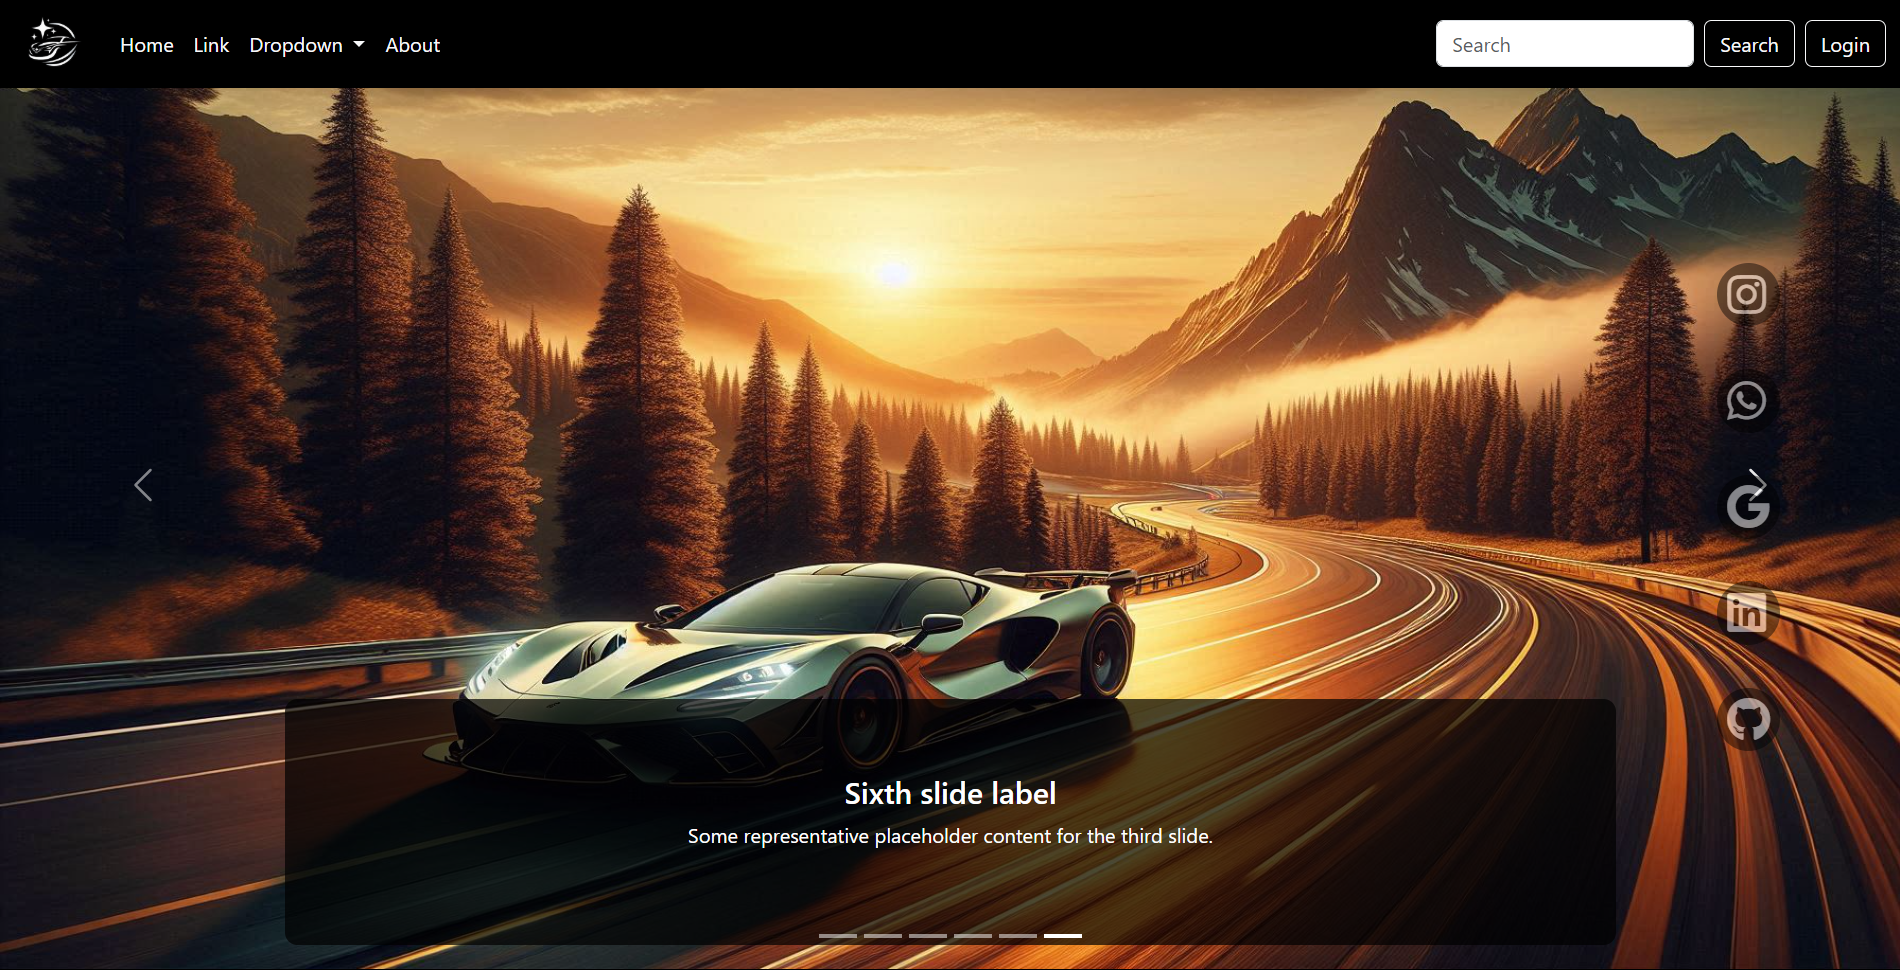 Home Link Dropdown About Search Search Login
Sixth slide label
Some representative placeholder content for the third slide.